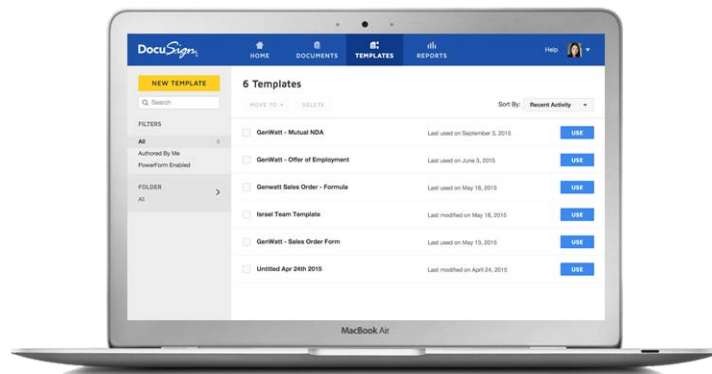 DocuSign
HOME
DOCUMENTS
TEMPLATES
REPORTS
Help
NEW TEMPLATE
Search
FILTERS
All 6
Authored By Me
PowerForm Enabled
FOLDER
All
6 Templates
MOVE TO
DELETE
Sort By: Recent Activity
GenWatt - Mutual NDA Last used on September 3, 2015 USE
GenWatt - Offer of Employment Last used on June 3, 2015 USE
Genwatt Sales Order - Formula Last used on May 18, 2015 USE
Israel Team Template Last modified on May 18, 2015 USE
GenWatt - Sales Order Form Last used on May 13, 2015 USE
Untitled Apr 24th 2015 Last modified on April 24, 2015 USE
MacBook Air